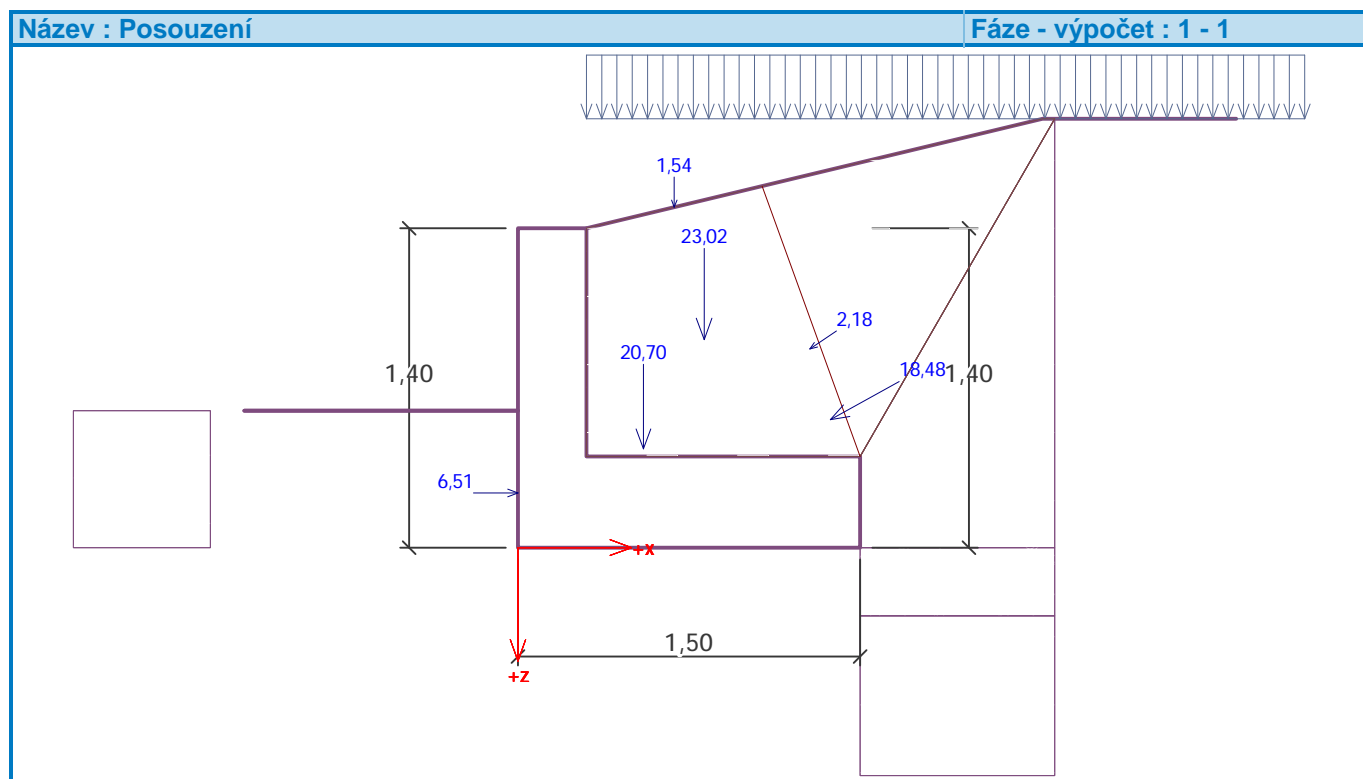 Název : Posouzení
Fáze - výpočet : 1 - 1
1,54
23,02
2,18
20,70
18,48
1,40
1,40
6,51
+x
1,50
+z